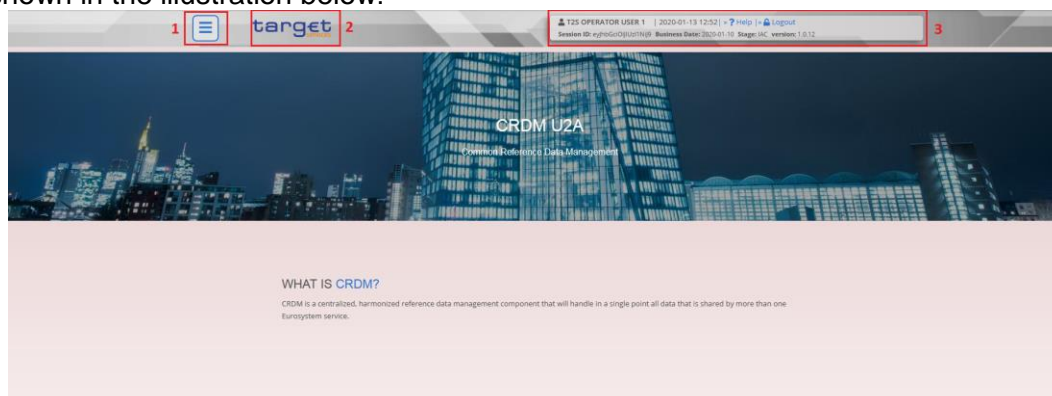 shown in the illustration below.
1
target
2
T2S OPERATOR USER 1 | 2020-01-13 12:52| » ? Help |» Logout
Session ID: Business Date: 2020-01-10 Stage: IAC version: 1.0.12
3
CRDM U2A
Common Reference Data Management
WHAT IS CRDM?
CRDM is a centralized, harmonized reference data management component that will handle in a single point all data that is shared by more than one
Eurosystem service.